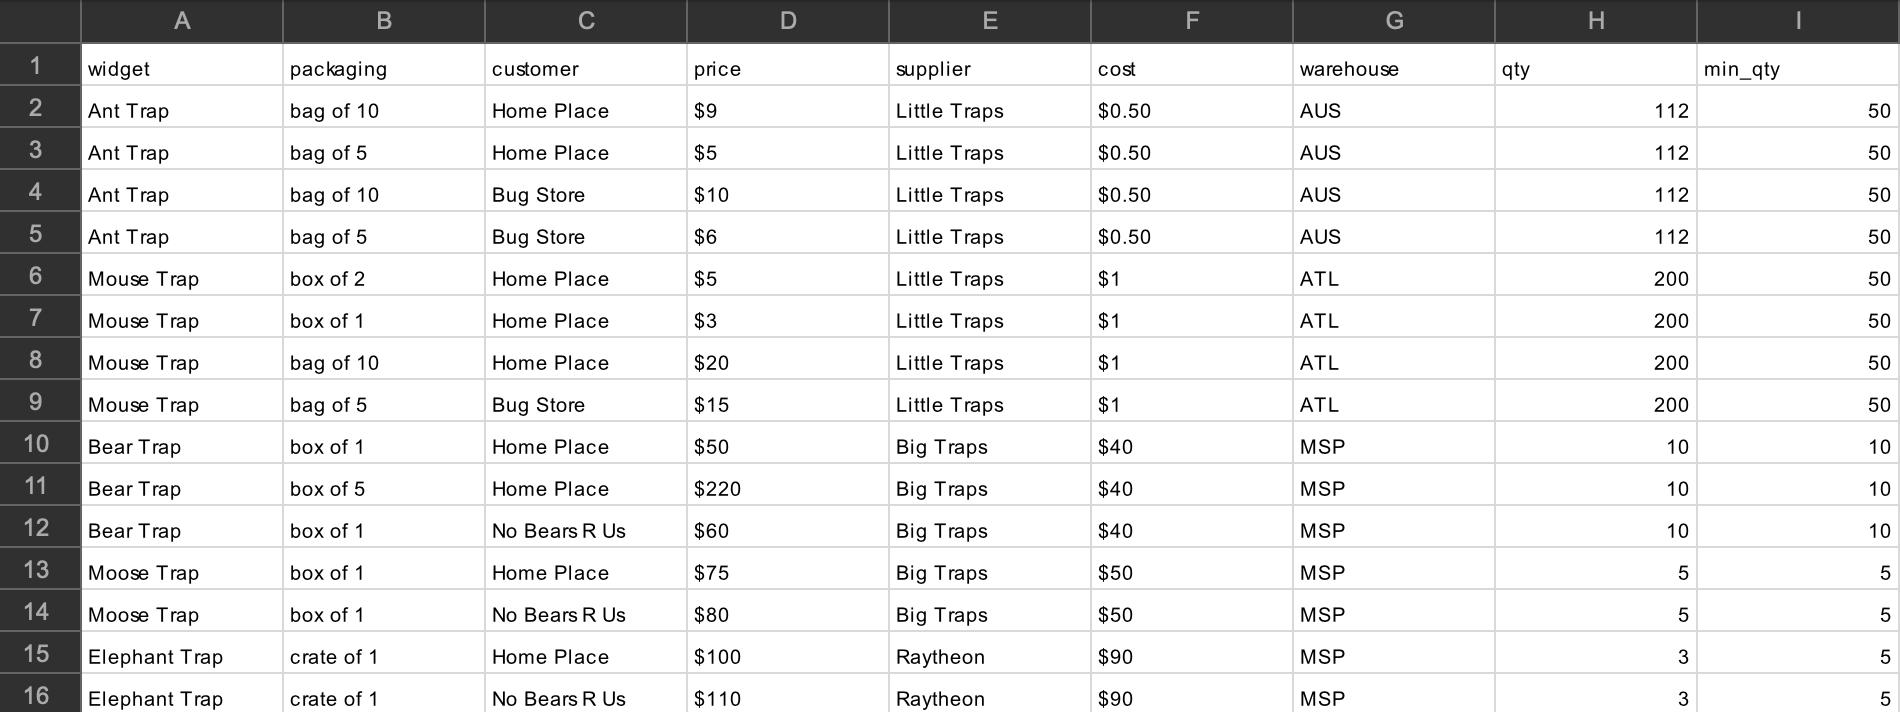 A B C D E F G H I
1 widget packaging customer price supplier cost warehouse qty min_qty
2 Ant Trap bag of 10 Home Place $9 Little Traps $0.50 AUS 112 50
3 Ant Trap bag of 5 Home Place $5 Little Traps $0.50 AUS 112 50
4 Ant Trap bag of 10 Bug Store $10 Little Traps $0.50 AUS 112 50
5 Ant Trap bag of 5 Bug Store $6 Little Traps $0.50 AUS 112 50
6 Mouse Trap box of 2 Home Place $5 Little Traps $1 ATL 200 50
7 Mouse Trap box of 1 Home Place $3 Little Traps $1 ATL 200 50
8 Mouse Trap bag of 10 Home Place $20 Little Traps $1 ATL 200 50
9 Mouse Trap bag of 5 Bug Store $15 Little Traps $1 ATL 200 50
10 Bear Trap box of 1 Home Place $50 Big Traps $40 MSP 10 10
11 Bear Trap box of 5 Home Place $220 Big Traps $40 MSP 10 10
12 Bear Trap box of 1 No Bears R Us $60 Big Traps $40 MSP 10 10
13 Moose Trap box of 1 Home Place $75 Big Traps $50 MSP 5 5
14 Moose Trap box of 1 No Bears R Us $80 Big Traps $50 MSP 5 5
15 Elephant Trap crate of 1 Home Place $100 Raytheon $90 MSP 3 5
16 Elephant Trap crate of 1 No Bears R Us $110 Raytheon $90 MSP 3 5